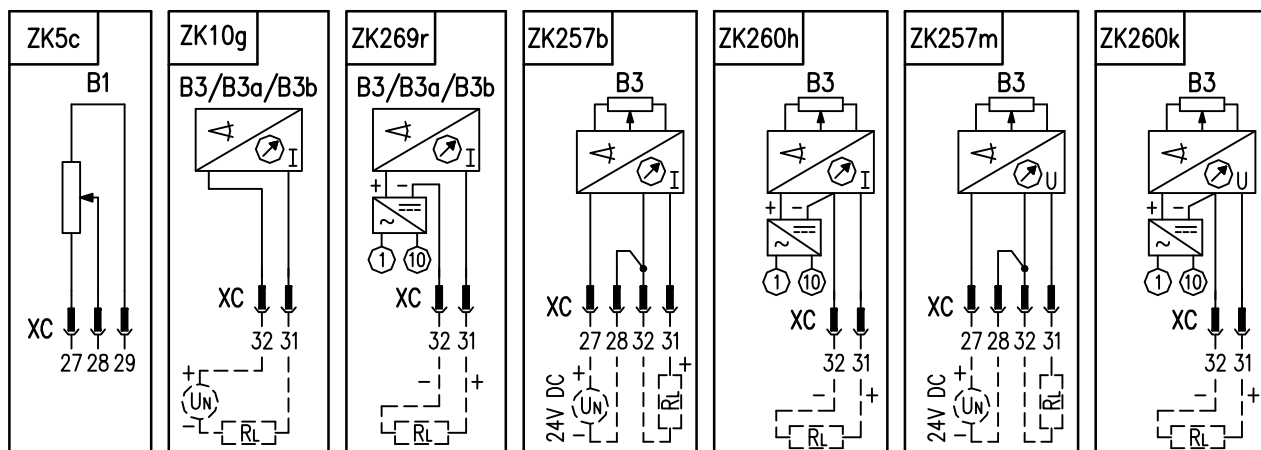 ZK5c
B1
XC
27 28 29
ZK10g
B3/B3a/B3b
I
XC
32 31
+
UN
-
RL
ZK269r
B3/B3a/B3b
I
+ -
~
1 10
XC
32 31
- +
RL
ZK257b
B3
I
XC
27 28 32 31
+ +
24V DC
UN
RL
-
ZK260h
B3
I
+ -
~
1 10
XC
32 31
- +
RL
ZK257m
B3
U
XC
27 28 32 31
+ +
24V DC
UN
RL
-
ZK260k
B3
U
+ -
~
1 10
XC
32 31
- +
RL